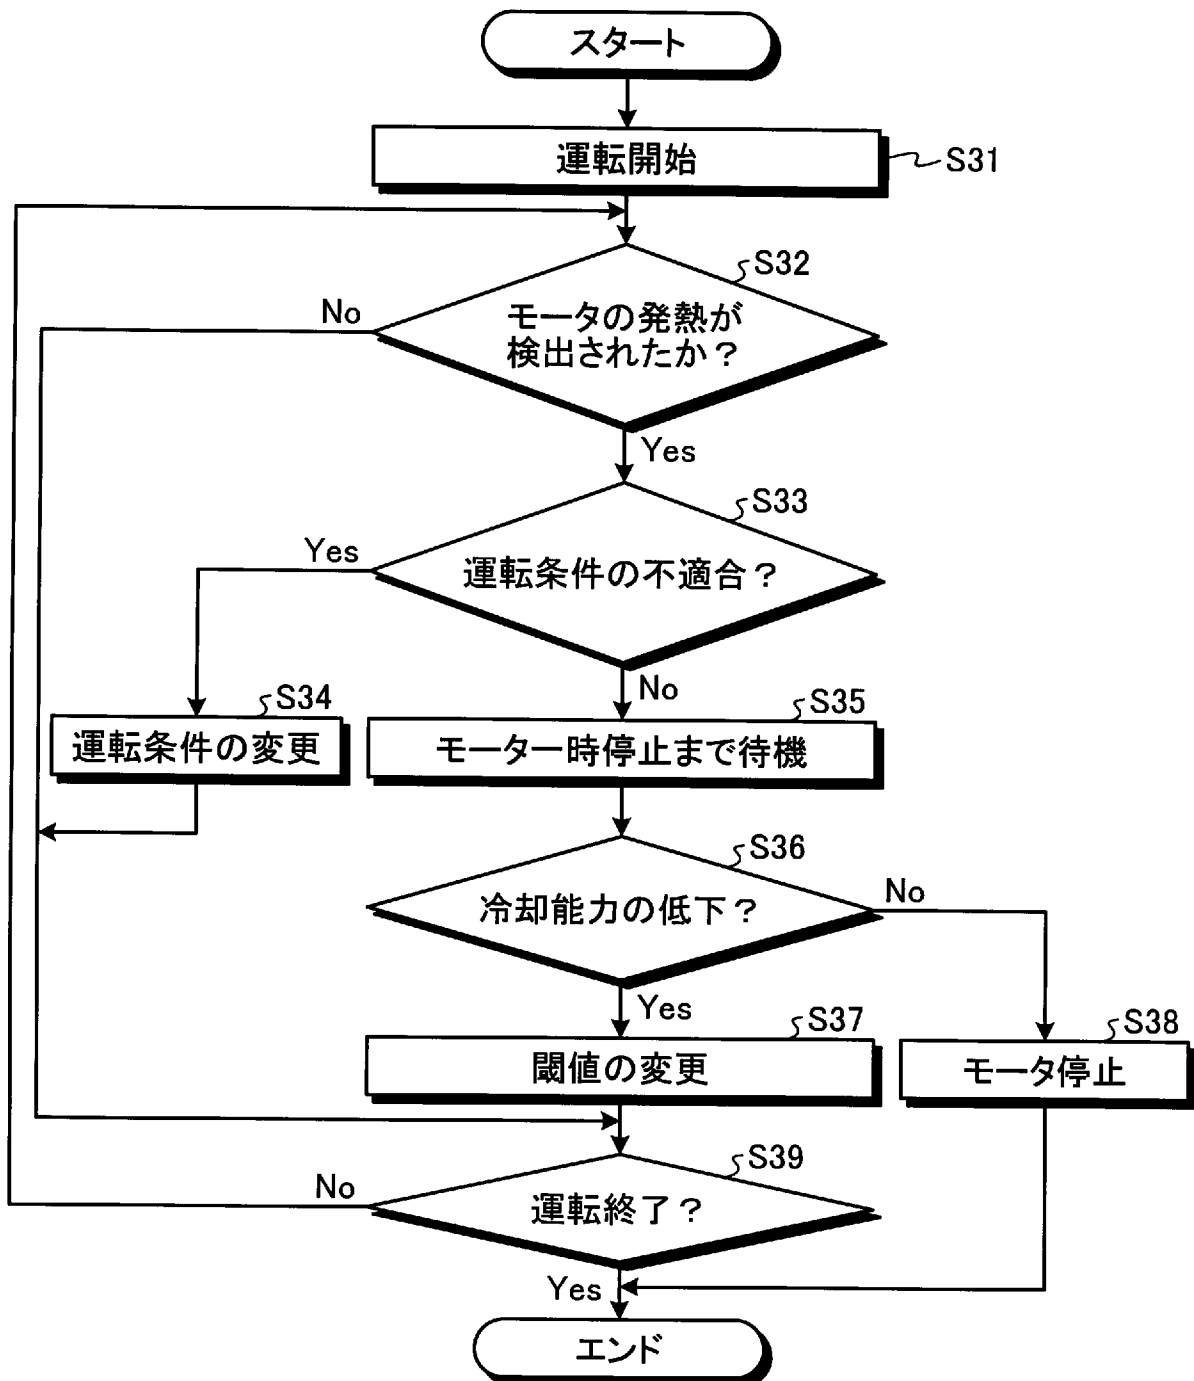 スタート
運転開始
S31
S32
No
モータの発熱が
検出されたか?
Yes
S33
Yes
運転条件の不適合?
No
S34
運転条件の変更
S35
モーター時停止まで待機
S36
冷却能力の低下?
No
Yes
S37
閾値の変更
S38
モータ停止
S39
No
運転終了?
Yes
エンド